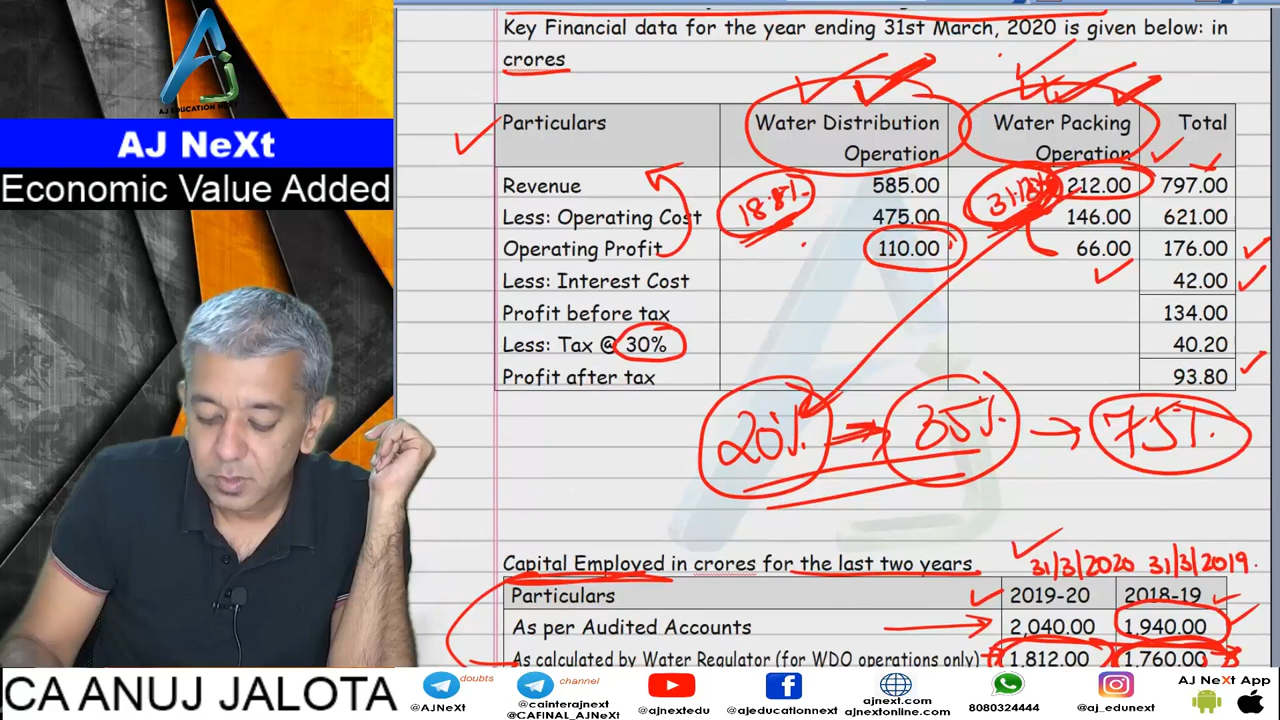 Key Financial data for the year ending 31st March, 2020 is given below: in
crores
AJ EDUCATION NEXT
AJ NeXt
Economic Value Added
Particulars Water Distribution Operation Water Packing Operation Total
Revenue 18.8% 585.00 31.13% 212.00 797.00
Less: Operating Cost 475.00 146.00 621.00
Operating Profit 110.00 66.00 176.00
Less: Interest Cost 42.00
Profit before tax 134.00
Less: Tax @ 30% 40.20
Profit after tax 93.80
20% 35% 75%
Capital Employed in crores for the last two years 31/3/2020 31/3/2019
Particulars 2019-20 2018-19
As per Audited Accounts 2,040.00 1,940.00
As calculated by Water Regulator (for WDO operations only) 1,812.00 1,760.00
CA ANUJ JALOTA
doubts
@AJNeXt
channel
@cainterajnext
@CAFINAL_AJNeXt
@ajnextedu
@ajeducationnext
ajnext.com
ajnextonline.com
8080324444
@aj_edunext
AJ NeXt App